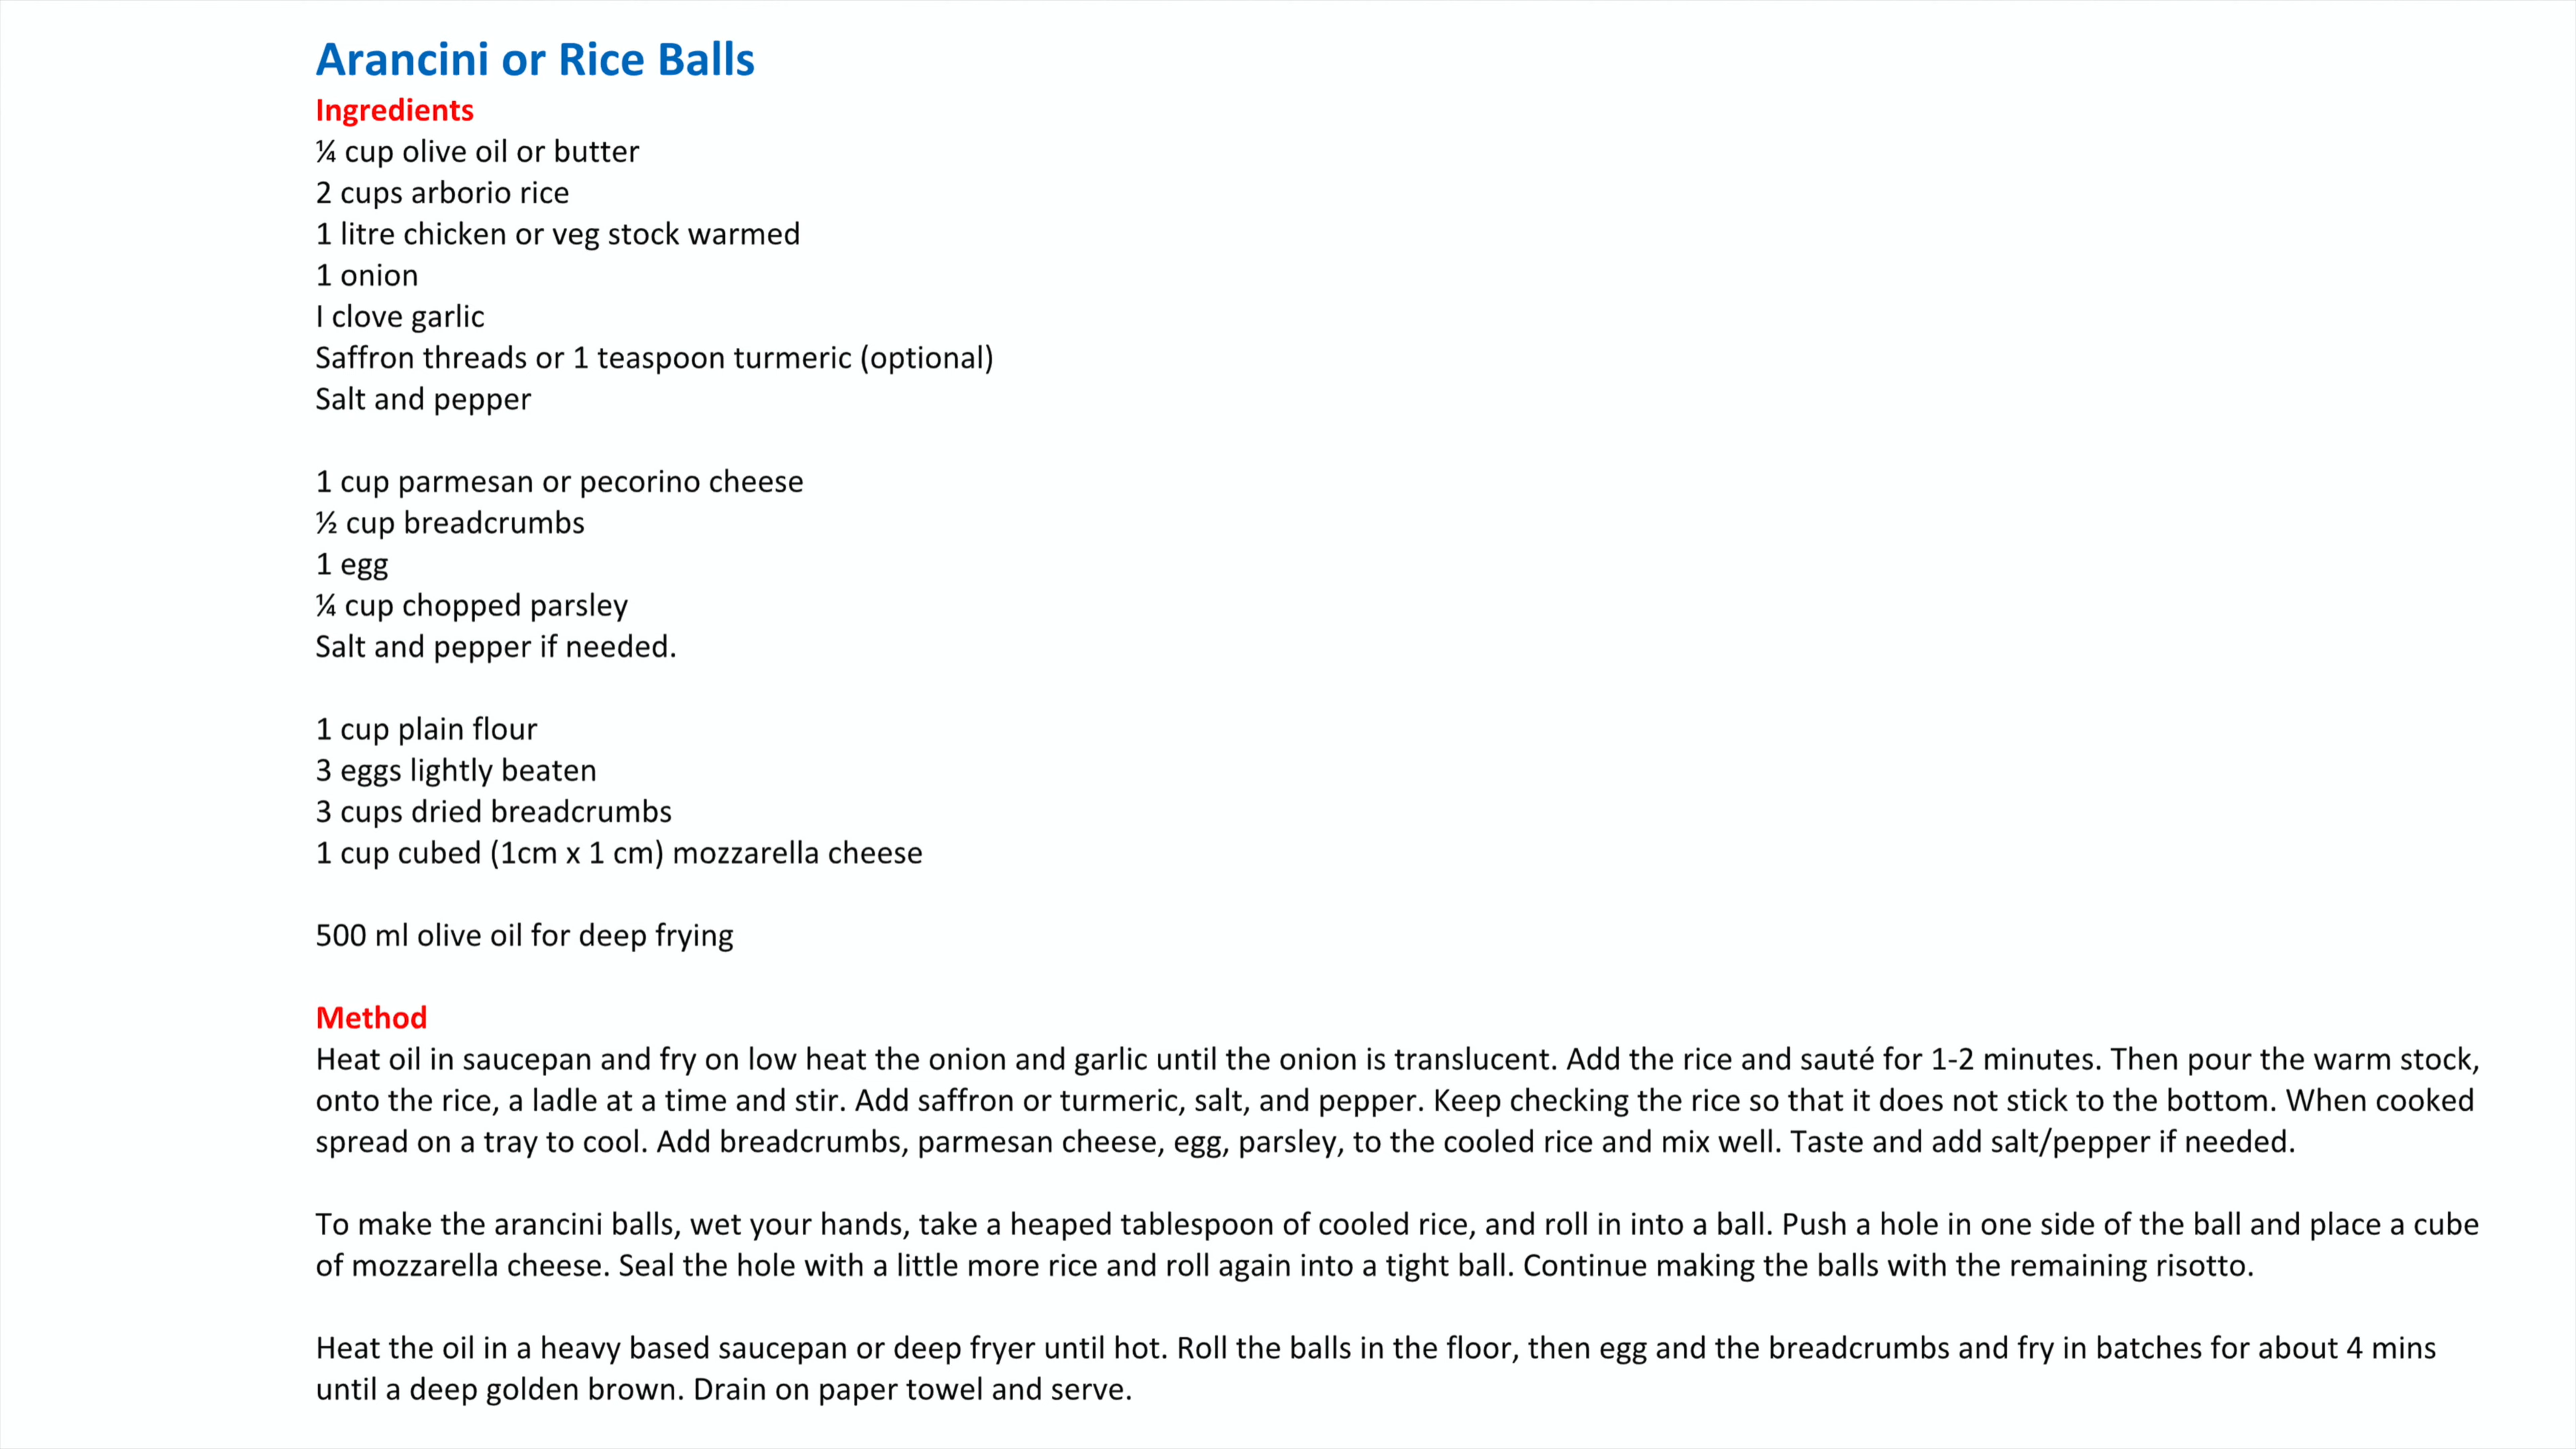 Arancini or Rice Balls
Ingredients
¼ cup olive oil or butter
2 cups arborio rice
1 litre chicken or veg stock warmed
1 onion
I clove garlic
Saffron threads or 1 teaspoon turmeric (optional)
Salt and pepper
1 cup parmesan or pecorino cheese
½ cup breadcrumbs
1 egg
¼ cup chopped parsley
Salt and pepper if needed.
1 cup plain flour
3 eggs lightly beaten
3 cups dried breadcrumbs
1 cup cubed (1cm x 1 cm) mozzarella cheese
500 ml olive oil for deep frying
Method
Heat oil in saucepan and fry on low heat the onion and garlic until the onion is translucent. Add the rice and sauté for 1-2 minutes. Then pour the warm stock,
onto the rice, a ladle at a time and stir. Add saffron or turmeric, salt, and pepper. Keep checking the rice so that it does not stick to the bottom. When cooked
spread on a tray to cool. Add breadcrumbs, parmesan cheese, egg, parsley, to the cooled rice and mix well. Taste and add salt/pepper if needed.
To make the arancini balls, wet your hands, take a heaped tablespoon of cooled rice, and roll in into a ball. Push a hole in one side of the ball and place a cube
of mozzarella cheese. Seal the hole with a little more rice and roll again into a tight ball. Continue making the balls with the remaining risotto.
Heat the oil in a heavy based saucepan or deep fryer until hot. Roll the balls in the floor, then egg and the breadcrumbs and fry in batches for about 4 mins
until a deep golden brown. Drain on paper towel and serve.